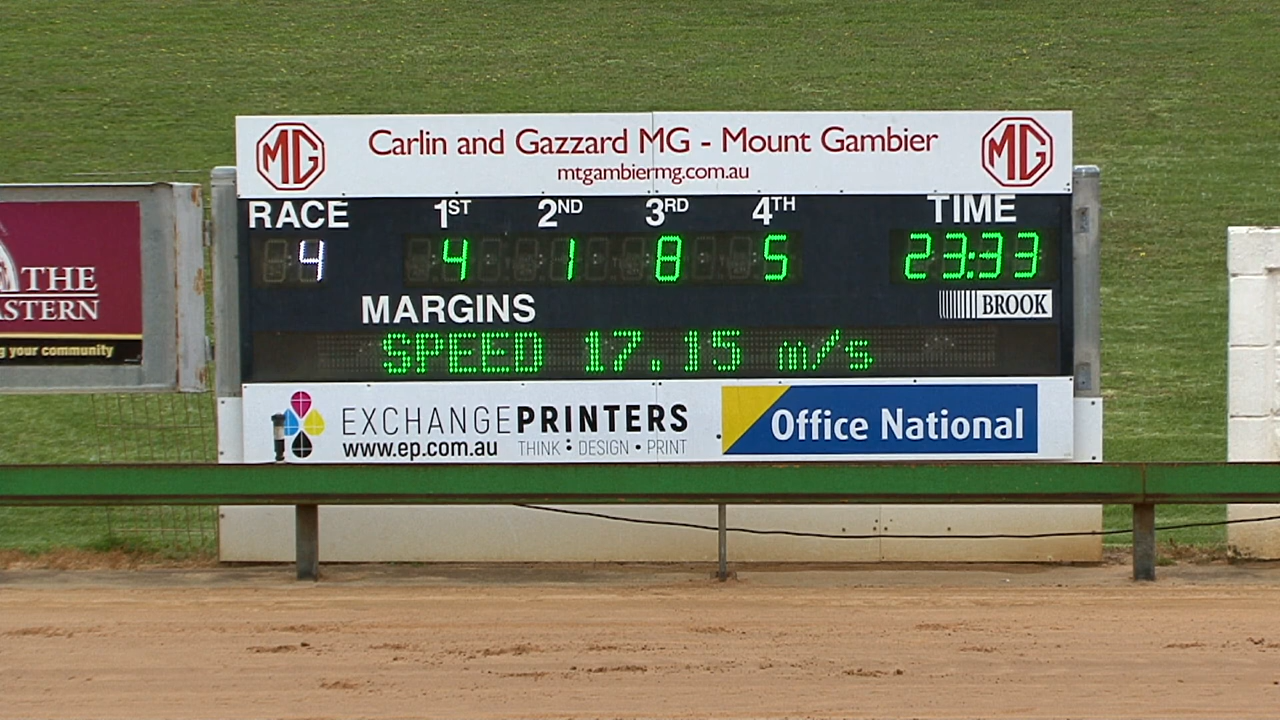 MG Carlin and Gazzard MG - Mount Gambier MG
mtgambiermg.com.au
RACE 1ST 2ND 3RD 4TH TIME
4 4 1 8 5 23:33
MARGINS BROOK
SPEED 17.15 m/s
THE
STERN
your community
EXCHANGEPRINTERS
www.ep.com.au THINK : DESIGN • PRINT
Office National